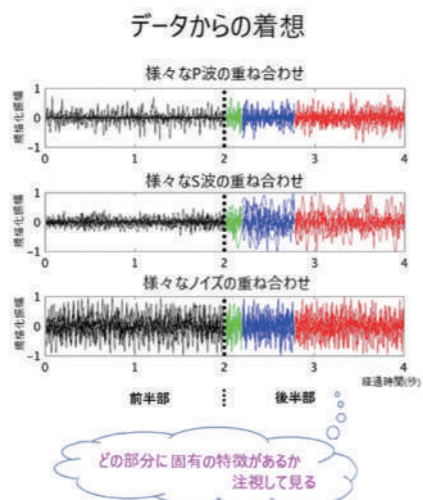 データからの着想
様々なP波の重ね合わせ
規格化振幅
1
0
-1
0
1
2
3
4
様々なS波の重ね合わせ
規格化振幅
1
0
-1
0
1
2
3
4
様々なノイズの重ね合わせ
規格化振幅
1
0
-1
0
1
2
3
4
経過時間(秒)
前半部
後半部
どの部分に固有の特徴があるか
注視して見る